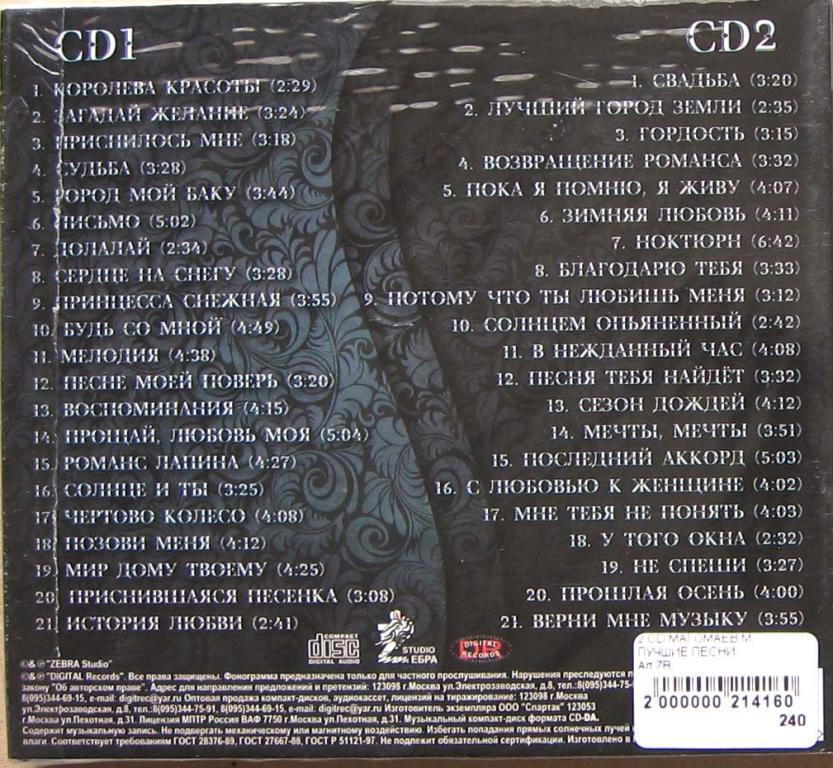 CD1
1. КОРОЛЕВА КРАСОТЫ (2:29)
2. ЗАГАДАЙ ЖЕЛАНИЕ (3:24)
3. ПРИСНИЛОСЬ МНЕ (3:18)
4. СУДЬБА (3:28)
5. ГОРОД МОЙ БАКУ (3:44)
6. ПИСЬМО (5:02)
7. ДОЛАЛАЙ (2:34)
8. СЕРДЦЕ НА СНЕГУ (3:28)
9. ПРИНЦЕССА СНЕЖНАЯ (3:55)
10. БУДЬ СО МНОЙ (4:49)
11. МЕЛОДИЯ (4:38)
12. ПЕСНЕ МОЕЙ ПОВЕРЬ (3:20)
13. ВОСПОМИНАНИЯ (4:15)
14. ПРОЩАЙ, ЛЮБОВЬ МОЯ (5:04)
15. РОМАНС ЛАПИНА (4:27)
16. СОЛНЦЕ И ТЫ (3:25)
17. ЧЕРТОВО КОЛЕСО (4:08)
18. ПОЗОВИ МЕНЯ (4:12)
19. МИР ДОМУ ТВОЕМУ (4:25)
20. ПРИСНИВШАЯСЯ ПЕСЕНКА (3:08)
21. ИСТОРИЯ ЛЮБВИ (2:41)
CD2
1. СВАДЬБА (3:20)
2. ЛУЧШИЙ ГОРОД ЗЕМЛИ (2:35)
3. ГОРДОСТЬ (3:15)
4. ВОЗВРАЩЕНИЕ РОМАНСА (3:32)
5. ПОКА Я ПОМНЮ, Я ЖИВУ (4:07)
6. ЗИМНЯЯ ЛЮБОВЬ (4:11)
7. НОКТЮРН (6:42)
8. БЛАГОДАРЮ ТЕБЯ (3:33)
9. ПОТОМУ ЧТО ТЫ ЛЮБИШЬ МЕНЯ (3:12)
10. СОЛНЦЕМ ОПЬЯНЕННЫЙ (2:42)
11. В НЕЖДАННЫЙ ЧАС (4:08)
12. ПЕСНЯ ТЕБЯ НАЙДЁТ (3:32)
13. СЕЗОН ДОЖДЕЙ (4:12)
14. МЕЧТЫ, МЕЧТЫ (3:51)
15. ПОСЛЕДНИЙ АККОРД (5:03)
16. С ЛЮБОВЬЮ К ЖЕНЩИНЕ (4:02)
17. МНЕ ТЕБЯ НЕ ПОНЯТЬ (4:03)
18. У ТОГО ОКНА (2:32)
19. НЕ СПЕШИ (3:27)
20. ПРОШЛАЯ ОСЕНЬ (4:00)
21. ВЕРНИ МНЕ МУЗЫКУ (3:55)
COMPACT
disc
DIGITAL AUDIO
STUDIO
ЗЕБРА
DIGITAL
RECORDS
©&℗"ZEBRA Studio"
©&℗"DIGITAL Records". Все права защищены. Фонограмма предназначена только для частного прослушивания. Нарушения преследуются п
закону "Об авторском праве". Адрес для направления предложений и претензий: 123098 г.Москва ул.Электрозаводская, д.8, тел.:8(095)344-75-
8(095)344-69-15, e-mail: digitrec@yar.ru Оптовая продажа компакт-дисков, аудиокассет, лицензий на тиражирование: 123098 г.Москва
ул.Электрозаводская, д.8, тел.:8(095)344-75-91, 8(095)344-69-15, e-mail: digitrec@yar.ru Изготовитель экземпляра ООО "Спартак" 123053
г.Москва ул.Пехотная, д.31. Лицензия МПТР Россия ВАФ 7750 г.Москва ул.Пехотная, д.31. Музыкальный компакт-диск формата CD-DA.
Содержит музыкальную запись. Не подвергать механическому или магнитному воздействию. Избегать попадания прямых солнечных лучей
влаги. Соответствует требованиям ГОСТ 28376-89, ГОСТ 27667-88, ГОСТ Р 51121-97. Не подлежит обязательной сертификации. Изготовлено в
2 CD МАГОМАЕВ М
ЛУЧШИЕ ПЕСНИ
Арт.7R
2 000000 214160
240